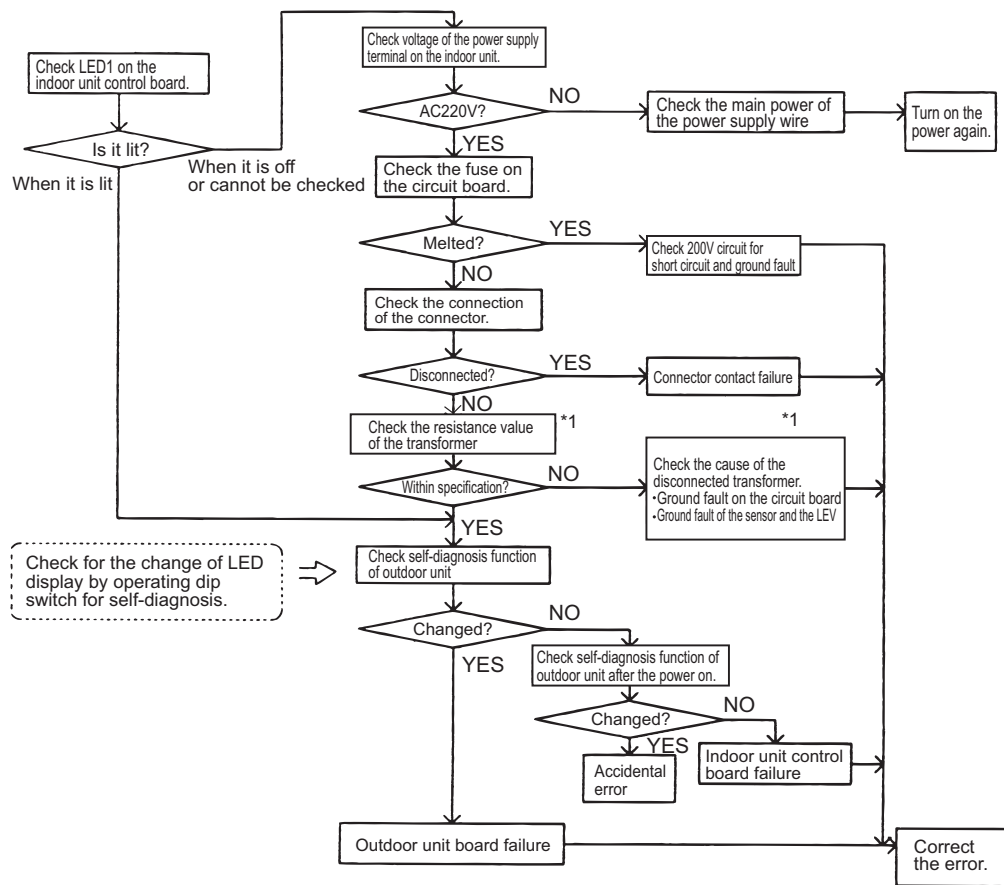 Check LED1 on the
indoor unit control board.
Is it lit?
When it is lit
When it is off
or cannot be checked
Check voltage of the power supply
terminal on the indoor unit.
AC220V?
NO
Check the main power of
the power supply wire
Turn on the
power again.
YES
Check the fuse on
the circuit board.
Melted?
YES
Check 200V circuit for
short circuit and ground fault
NO
Check the connection
of the connector.
Disconnected?
YES
Connector contact failure
NO
Check the resistance value
of the transformer
*1
*1
Within specification?
NO
Check the cause of the
disconnected transformer.
•Ground fault on the circuit board
•Ground fault of the sensor and the LEV
YES
Check for the change of LED
display by operating dip
switch for self-diagnosis.
Check self-diagnosis function
of outdoor unit
Changed?
NO
YES
Check self-diagnosis function of
outdoor unit after the power on.
Changed?
NO
YES
Accidental
error
Indoor unit control
board failure
Outdoor unit board failure
Correct
the error.